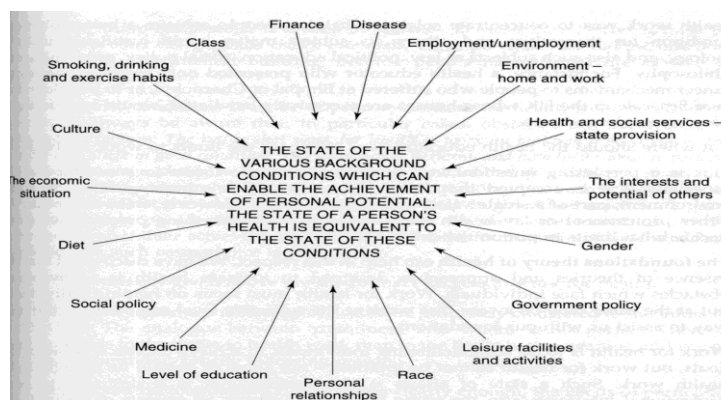 Finance
Disease
Class
Employment/unemployment
Smoking, drinking
and exercise habits
Environment –
home and work
Culture
Health and social services –
state provision
THE STATE OF THE
VARIOUS BACKGROUND
CONDITIONS WHICH CAN
ENABLE THE ACHIEVEMENT
OF PERSONAL POTENTIAL.
THE STATE OF A PERSON'S
HEALTH IS EQUIVALENT TO
THE STATE OF THESE
CONDITIONS
The economic
situation
The interests and
potential of others
Diet
Gender
Social policy
Government policy
Medicine
Leisure facilities
and activities
Level of education
Race
Personal
relationships